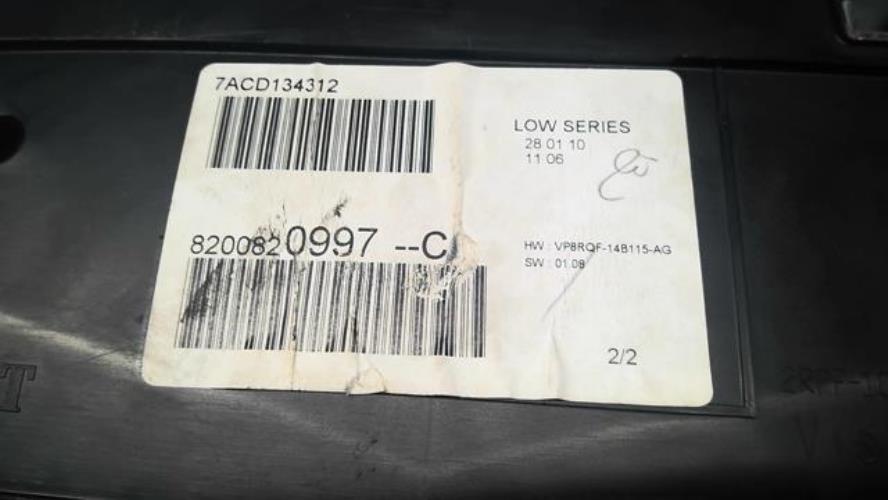 7ACD134312
LOW SERIES
28 01 10
11 06
8200820997 --C
HW : VP8RQF-14B115-AG
SW : 01.08
2/2